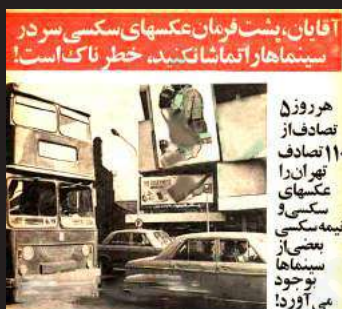 آقایان، پشت فرمان عکسهای سکسی سر در
سینماها را تماشا نکنید، خطرناک است!
هر روز ۵
تصادف از
۱۱۰ تصادف
تهران را
عکسهای
سکسی و
نیمه سکسی
بعضی از
سینماها
بوجود
می آورد!